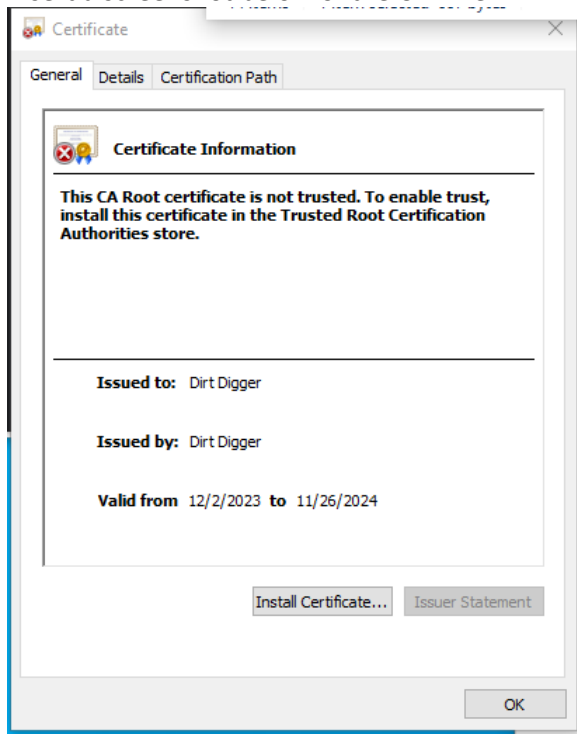 Certificate
General Details Certification Path
Certificate Information
This CA Root certificate is not trusted. To enable trust,
install this certificate in the Trusted Root Certification
Authorities store.
Issued to: Dirt Digger
Issued by: Dirt Digger
Valid from 12/2/2023 to 11/26/2024
Install Certificate... Issuer Statement
OK